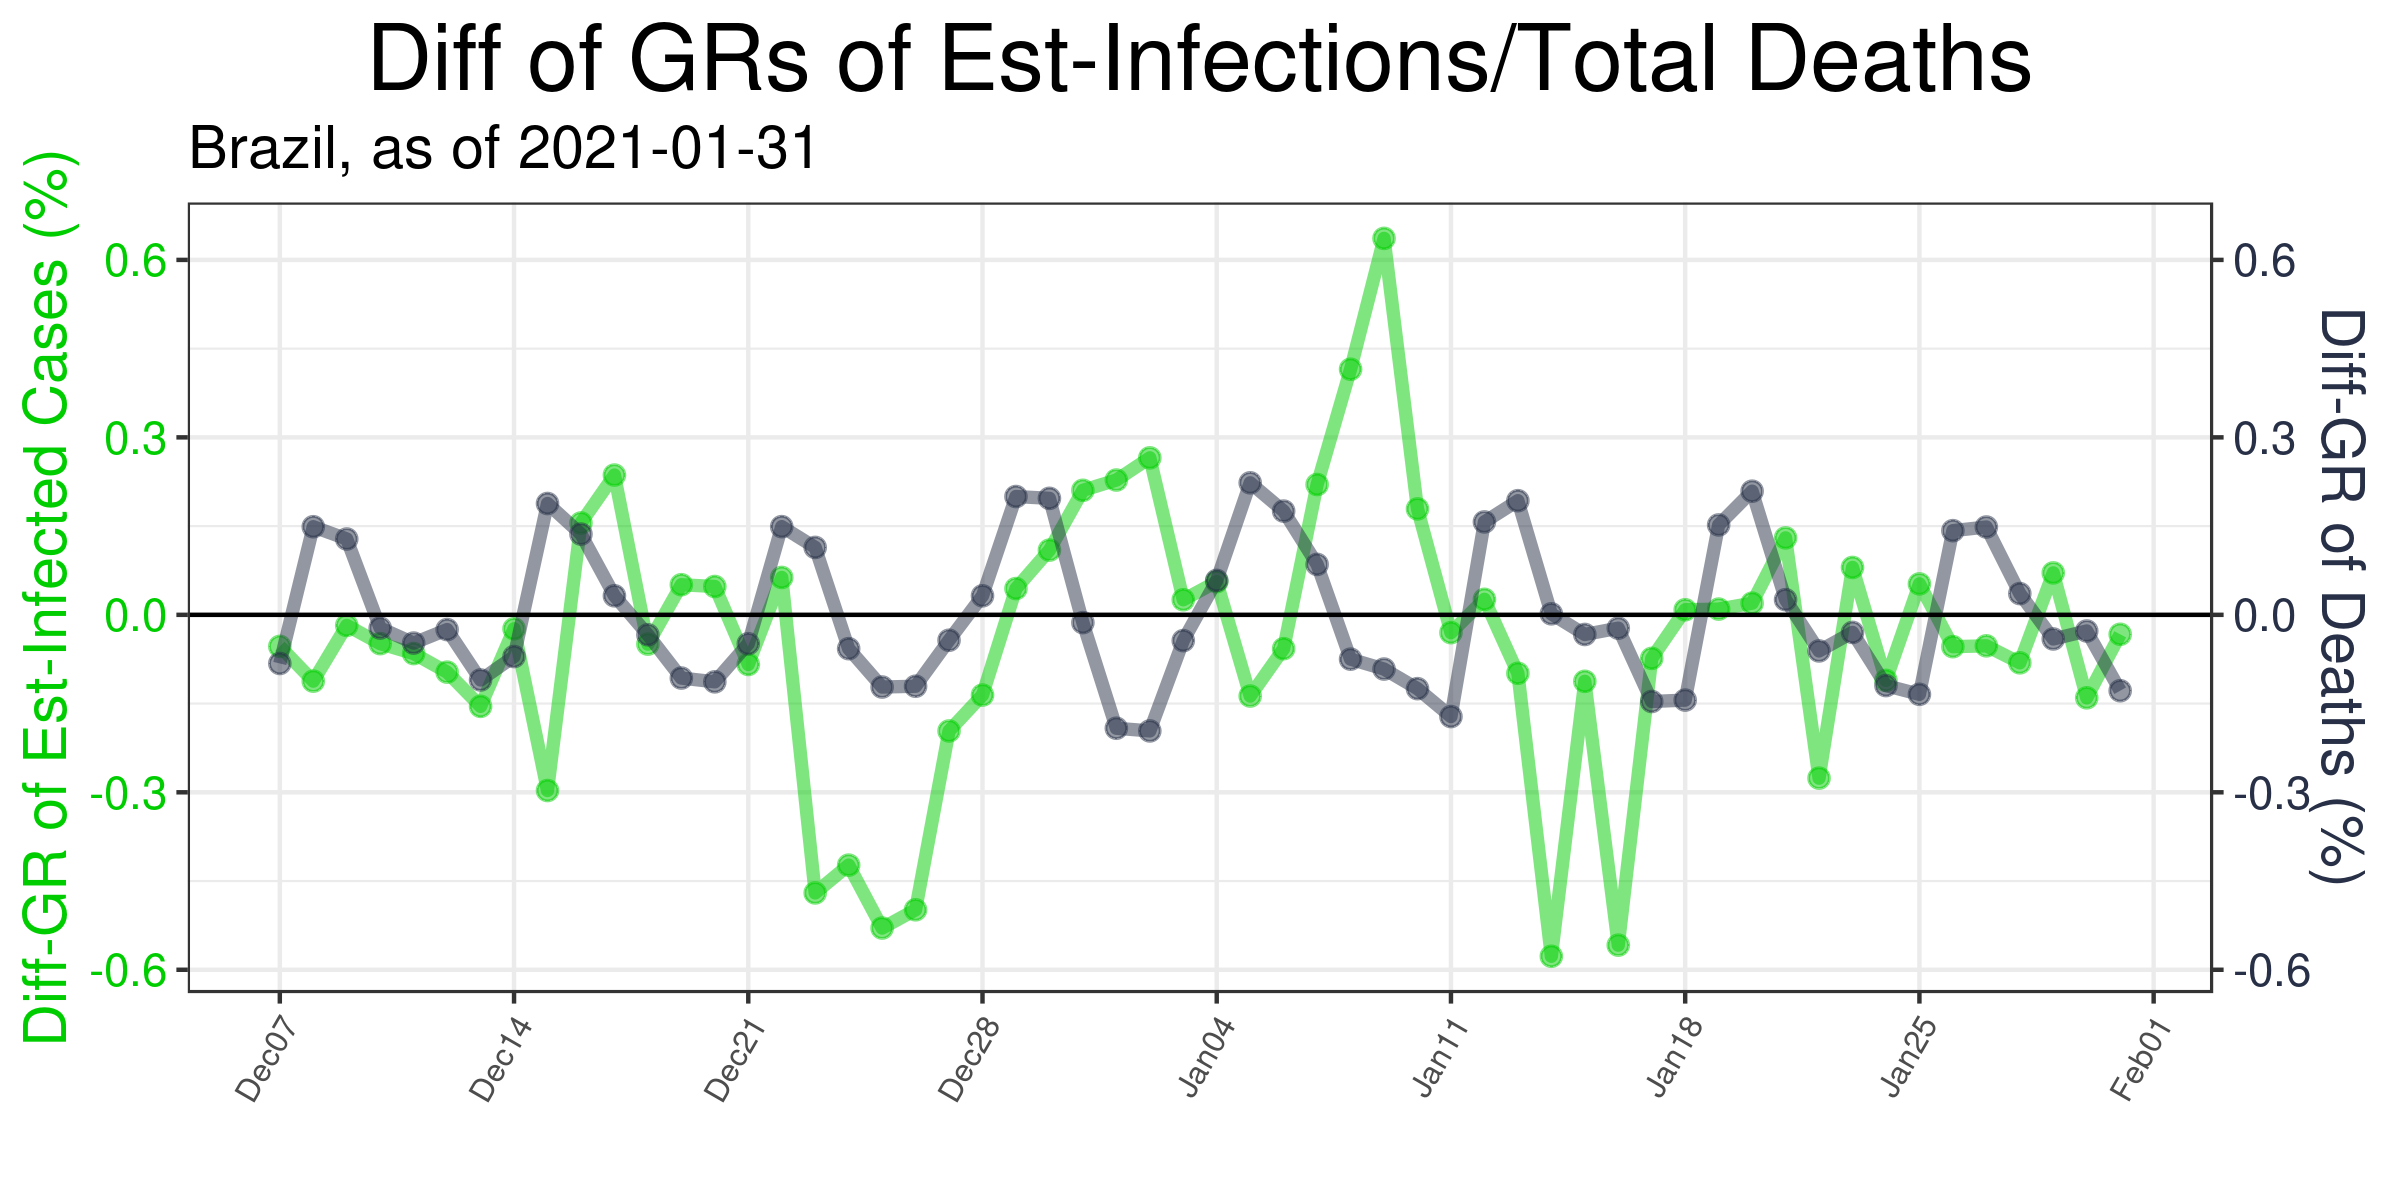 Diff of GRs of Est-Infections/Total Deaths
Brazil, as of 2021-01-31
Diff-GR of Est-Infected Cases (%)
0.6
0.3
0.0
-0.3
-0.6
0.6
0.3
0.0
-0.3
-0.6
Diff-GR of Deaths (%)
Dec07
Dec14
Dec21
Dec28
Jan04
Jan11
Jan18
Jan25
Feb01